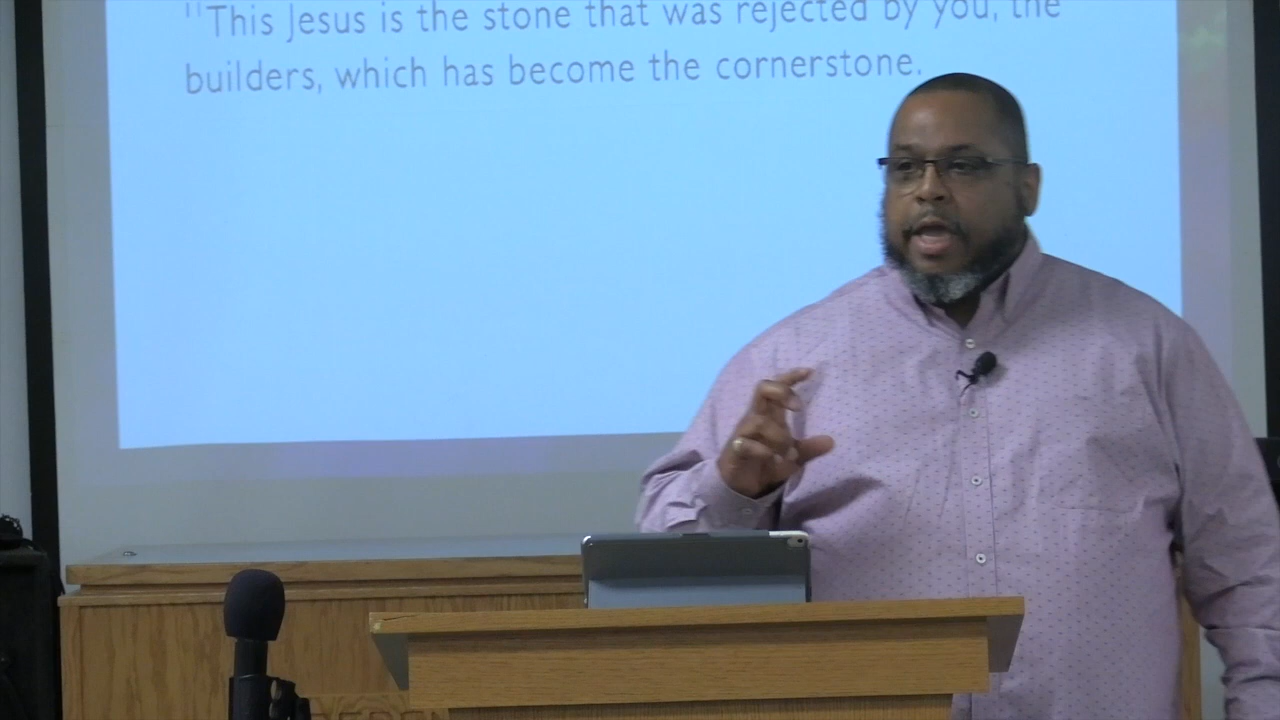 "This Jesus is the stone that was rejected by you, the
builders, which has become the cornerstone.